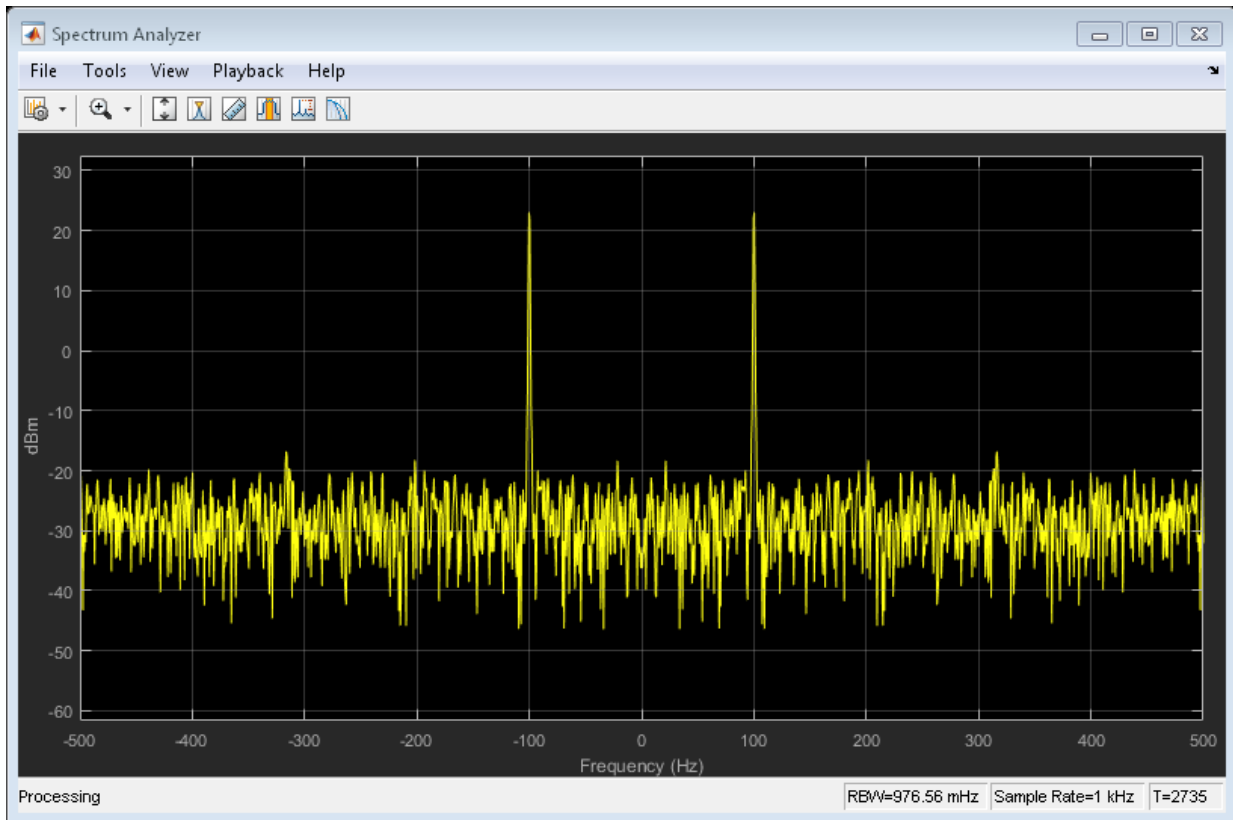 Spectrum Analyzer
File Tools View Playback Help
30
20
10
0
-10
-20
-30
-40
-50
-60
dBm
-500 -400 -300 -200 -100 0 100 200 300 400 500
Frequency (Hz)
Processing RBW=976.56 mHz Sample Rate=1 kHz T=2735